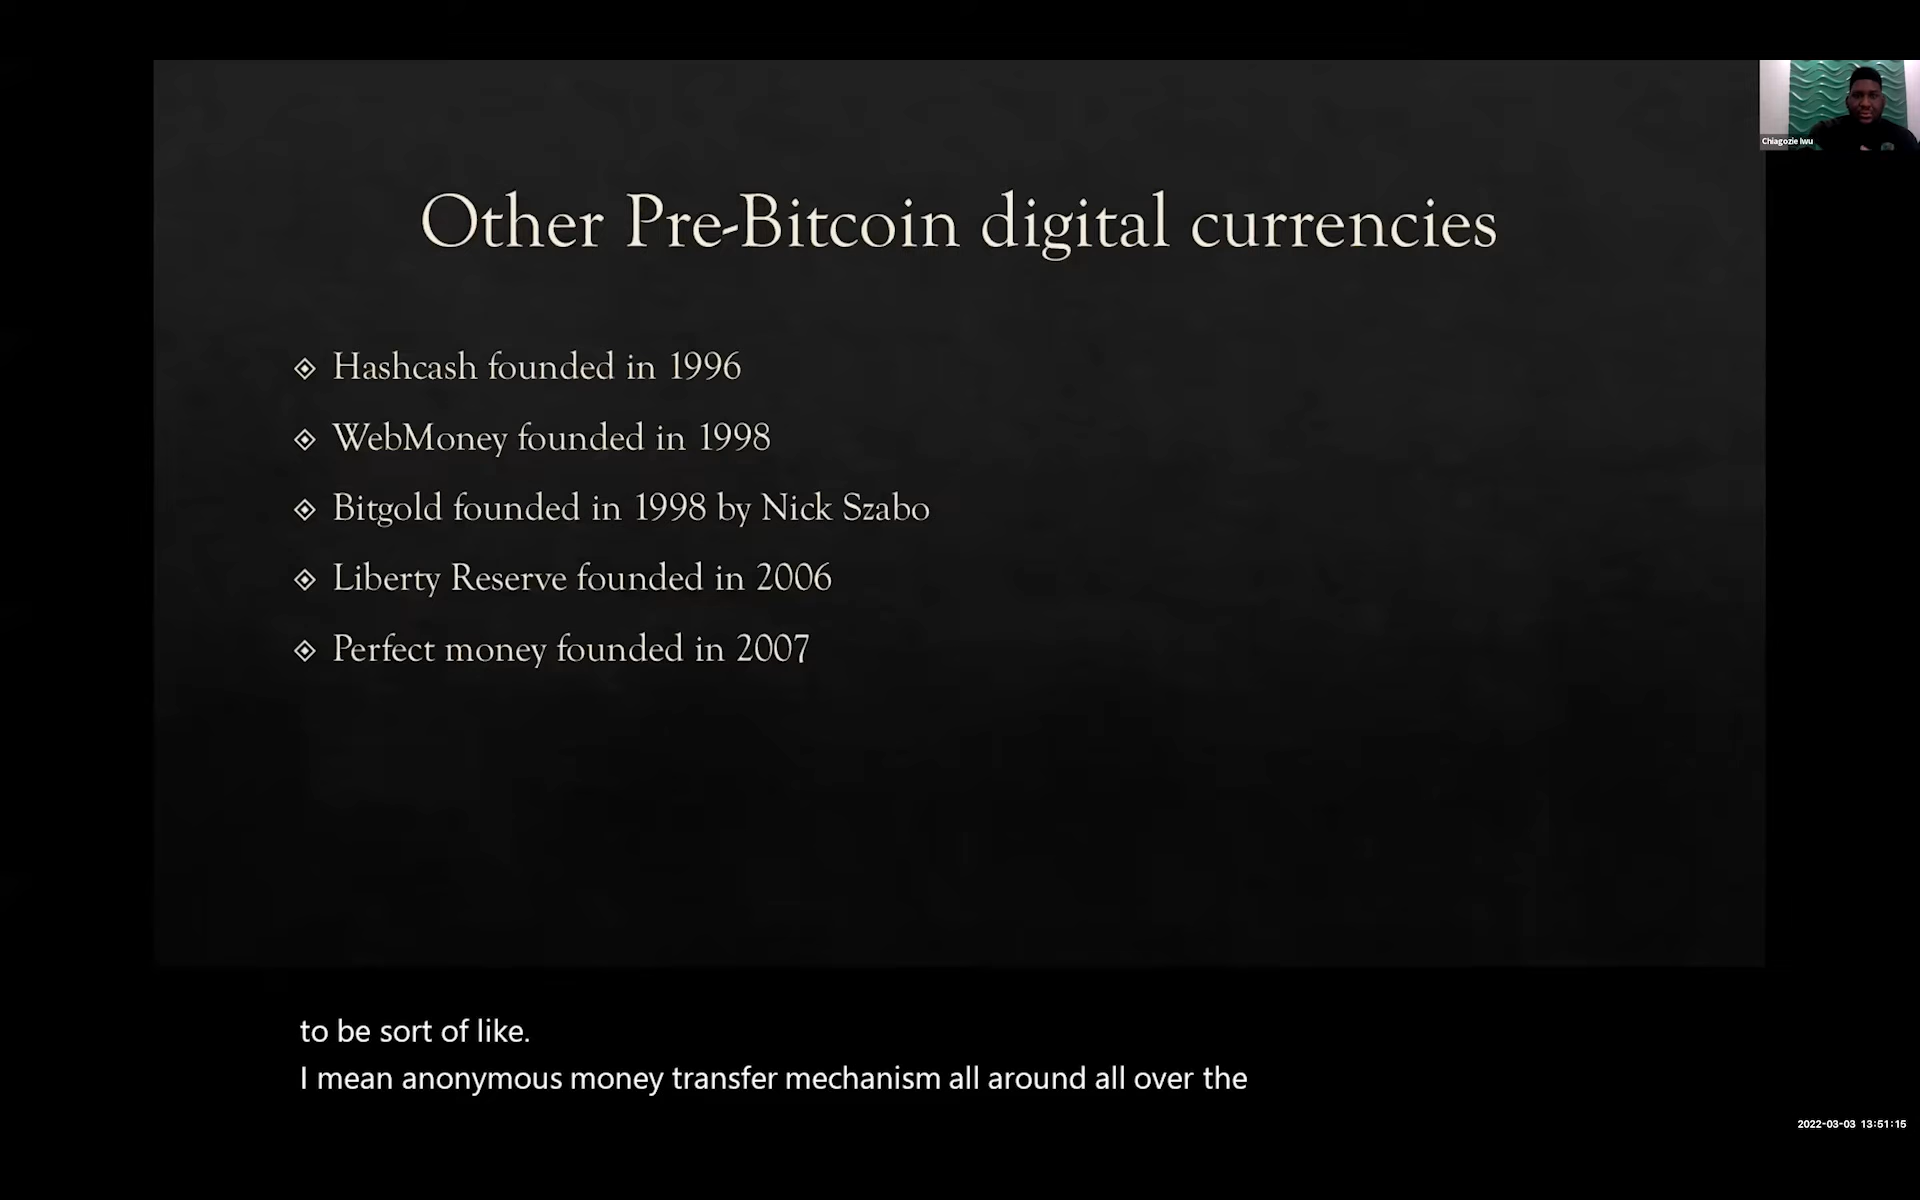 Other Pre-Bitcoin digital currencies
Hashcash founded in 1996
WebMoney founded in 1998
Bitgold founded in 1998 by Nick Szabo
Liberty Reserve founded in 2006
Perfect money founded in 2007
Chiagozie Iwu
to be sort of like.
I mean anonymous money transfer mechanism all around all over the
2022-03-03 13:51:15